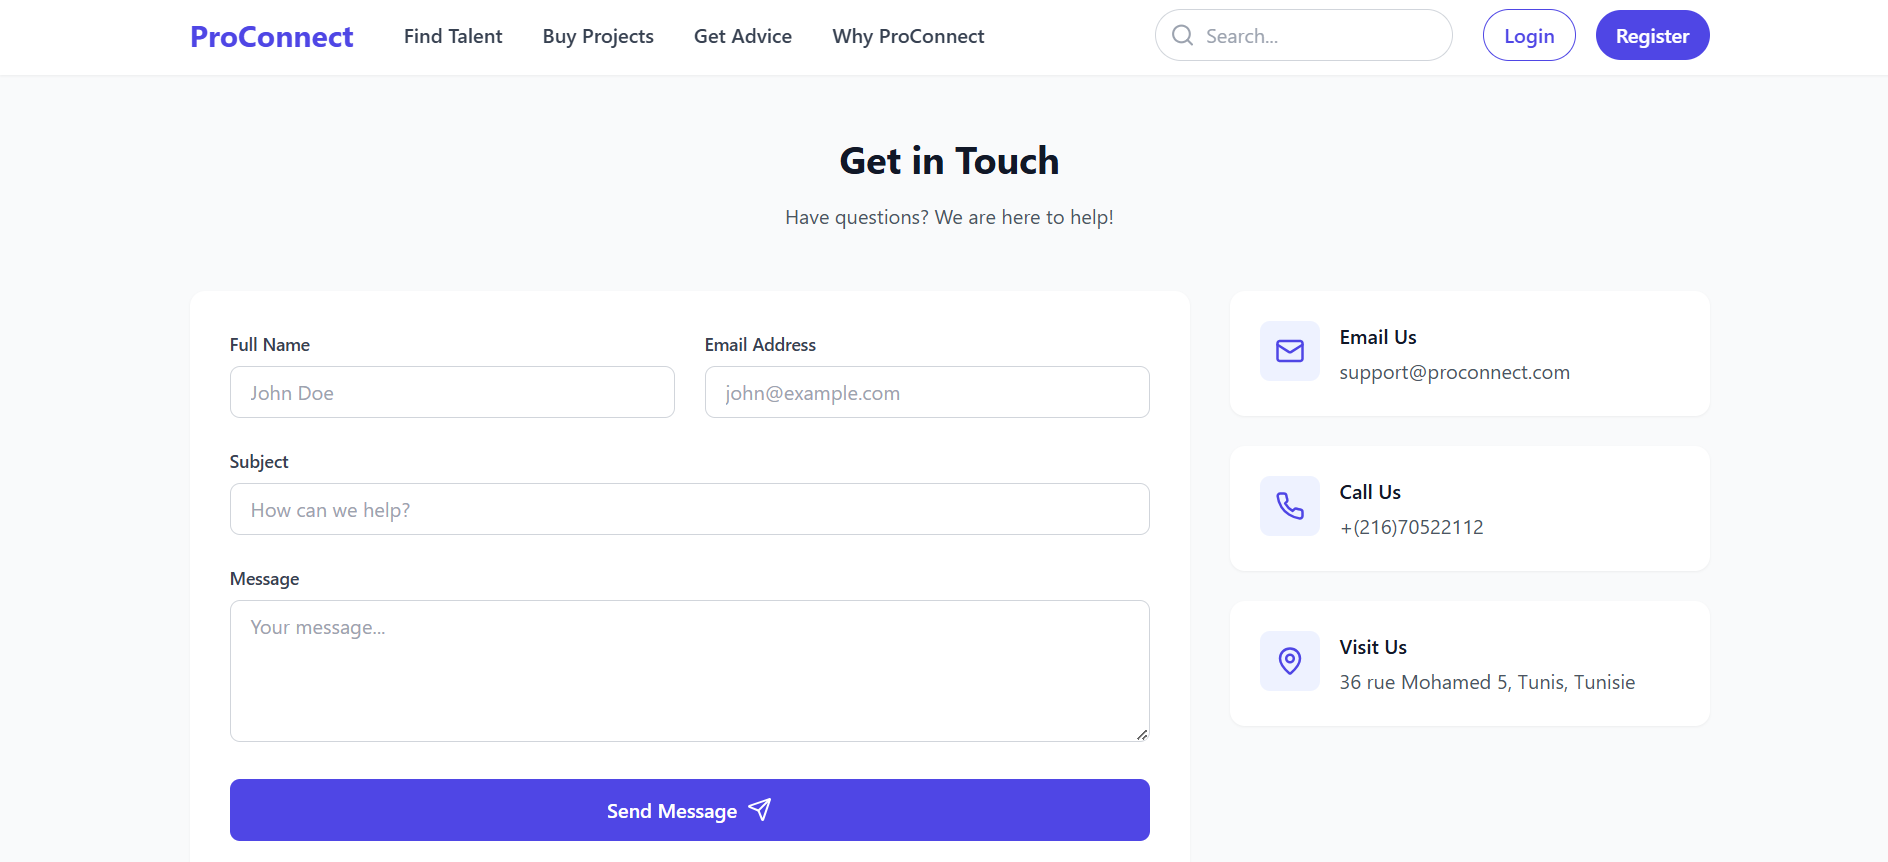 ProConnect
Find Talent
Buy Projects
Get Advice
Why ProConnect
Search...
Login
Register
Get in Touch
Have questions? We are here to help!
Full Name
Email Address
John Doe
john@example.com
Subject
How can we help?
Message
Your message...
Send Message
Email Us
support@proconnect.com
Call Us
+(216)70522112
Visit Us
36 rue Mohamed 5, Tunis, Tunisie